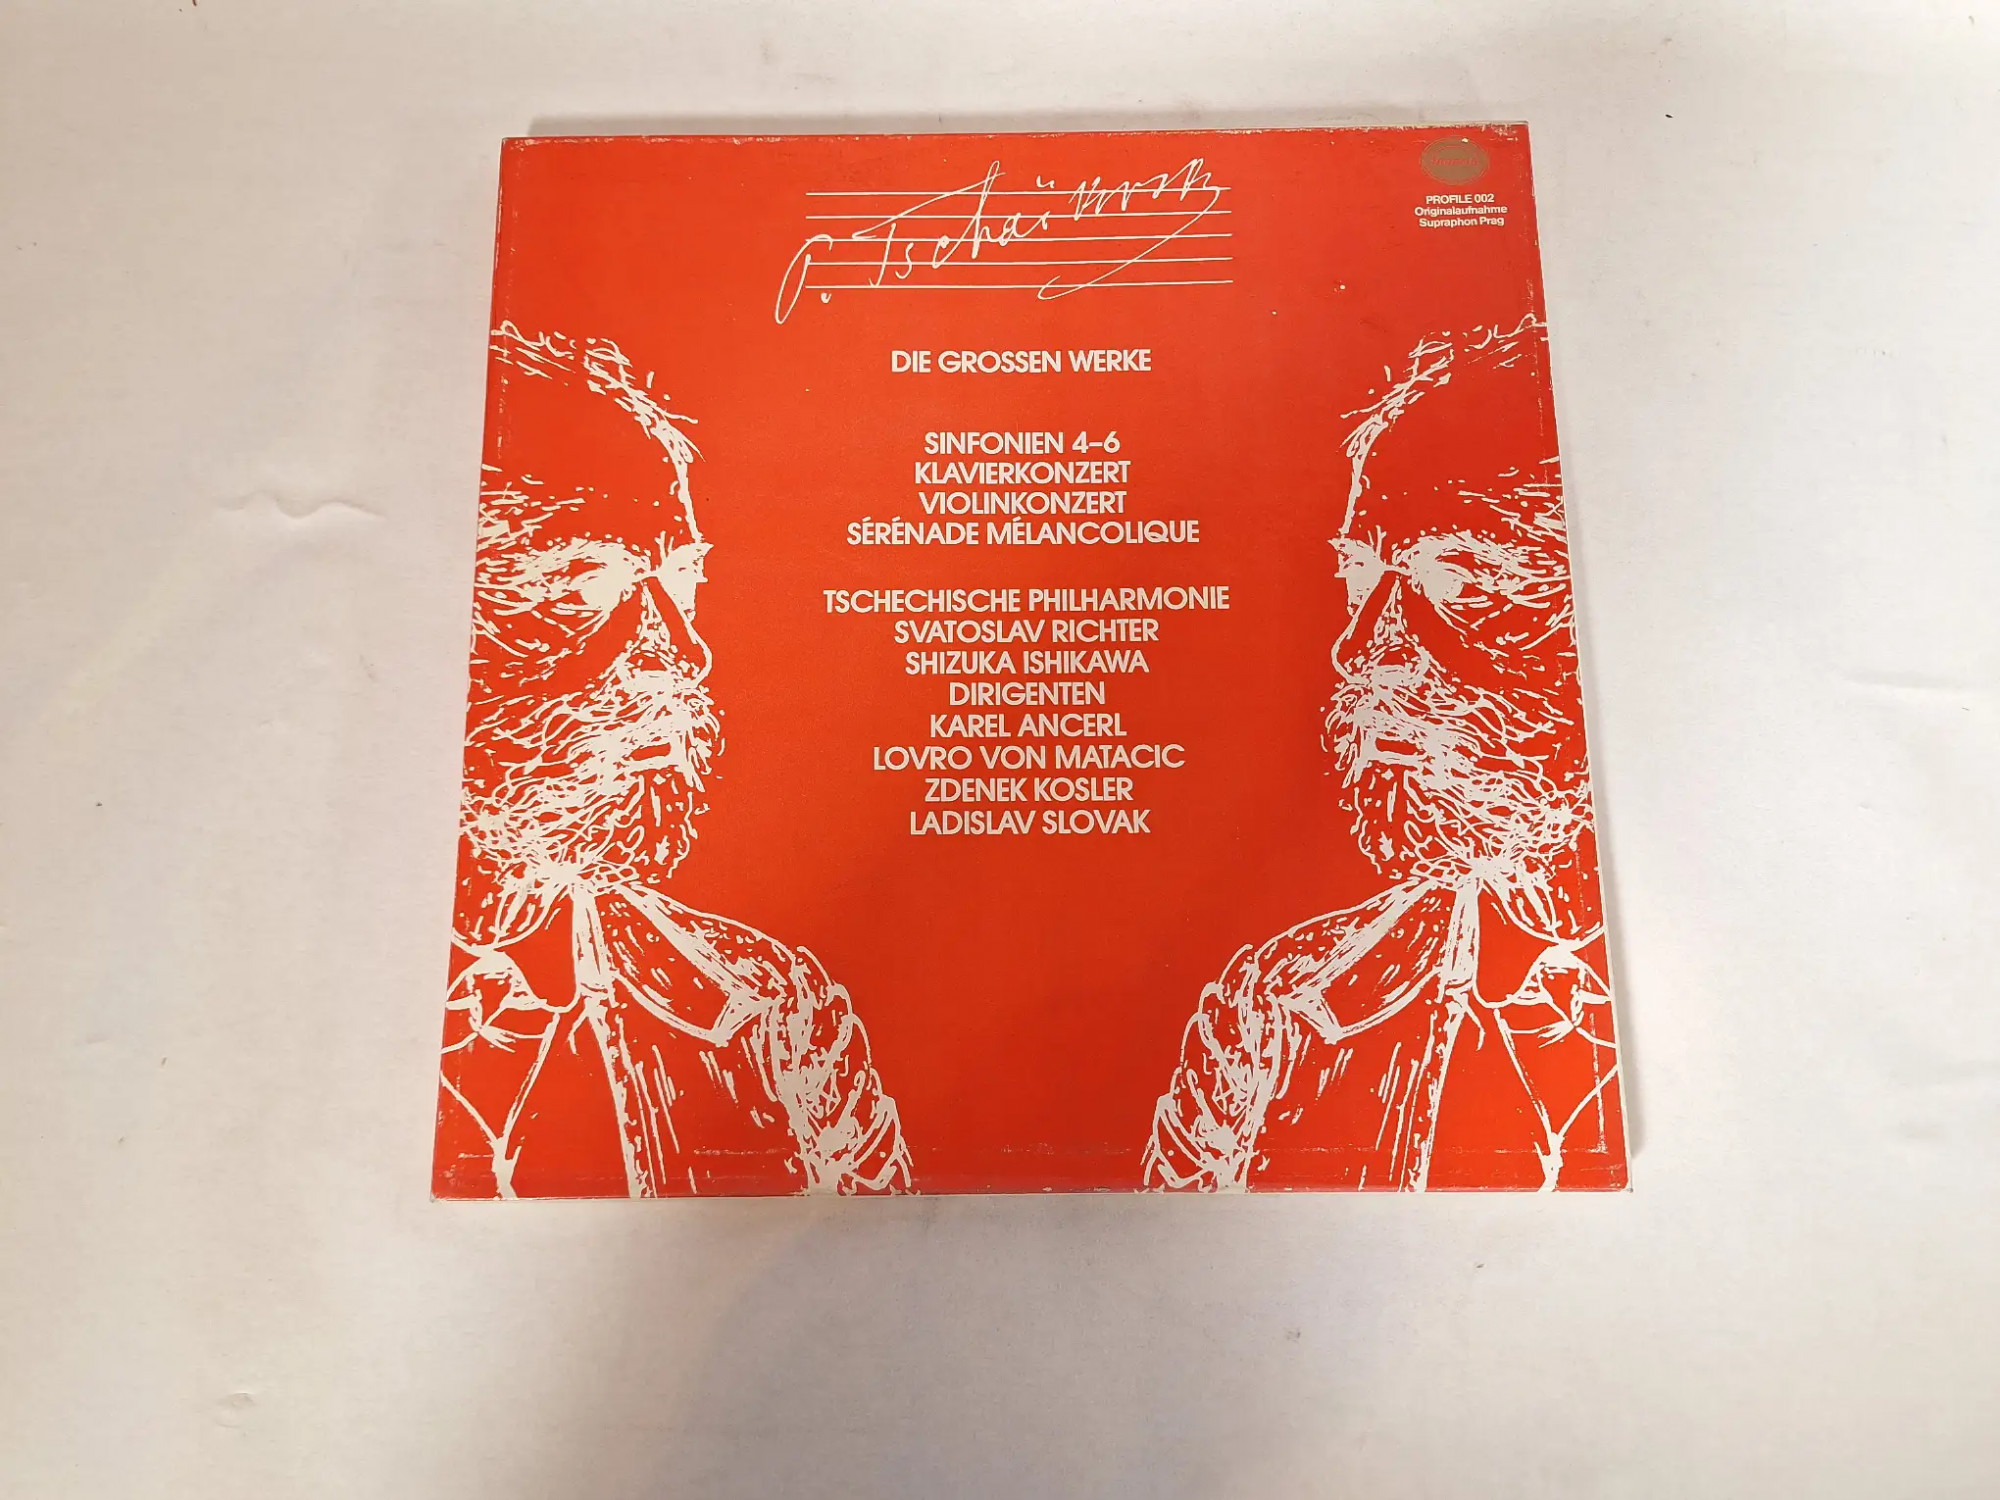 P. Tschaïkovsky
PROFILE 002
Originalaufnahme
Supraphon Prag
DIE GROSSEN WERKE
SINFONIEN 4–6
KLAVIERKONZERT
VIOLINKONZERT
SÉRÉNADE MÉLANCOLIQUE
TSCHECHISCHE PHILHARMONIE
SVATOSLAV RICHTER
SHIZUKA ISHIKAWA
DIRIGENTEN
KAREL ANCERL
LOVRO VON MATACIC
ZDENEK KOSLER
LADISLAV SLOVAK